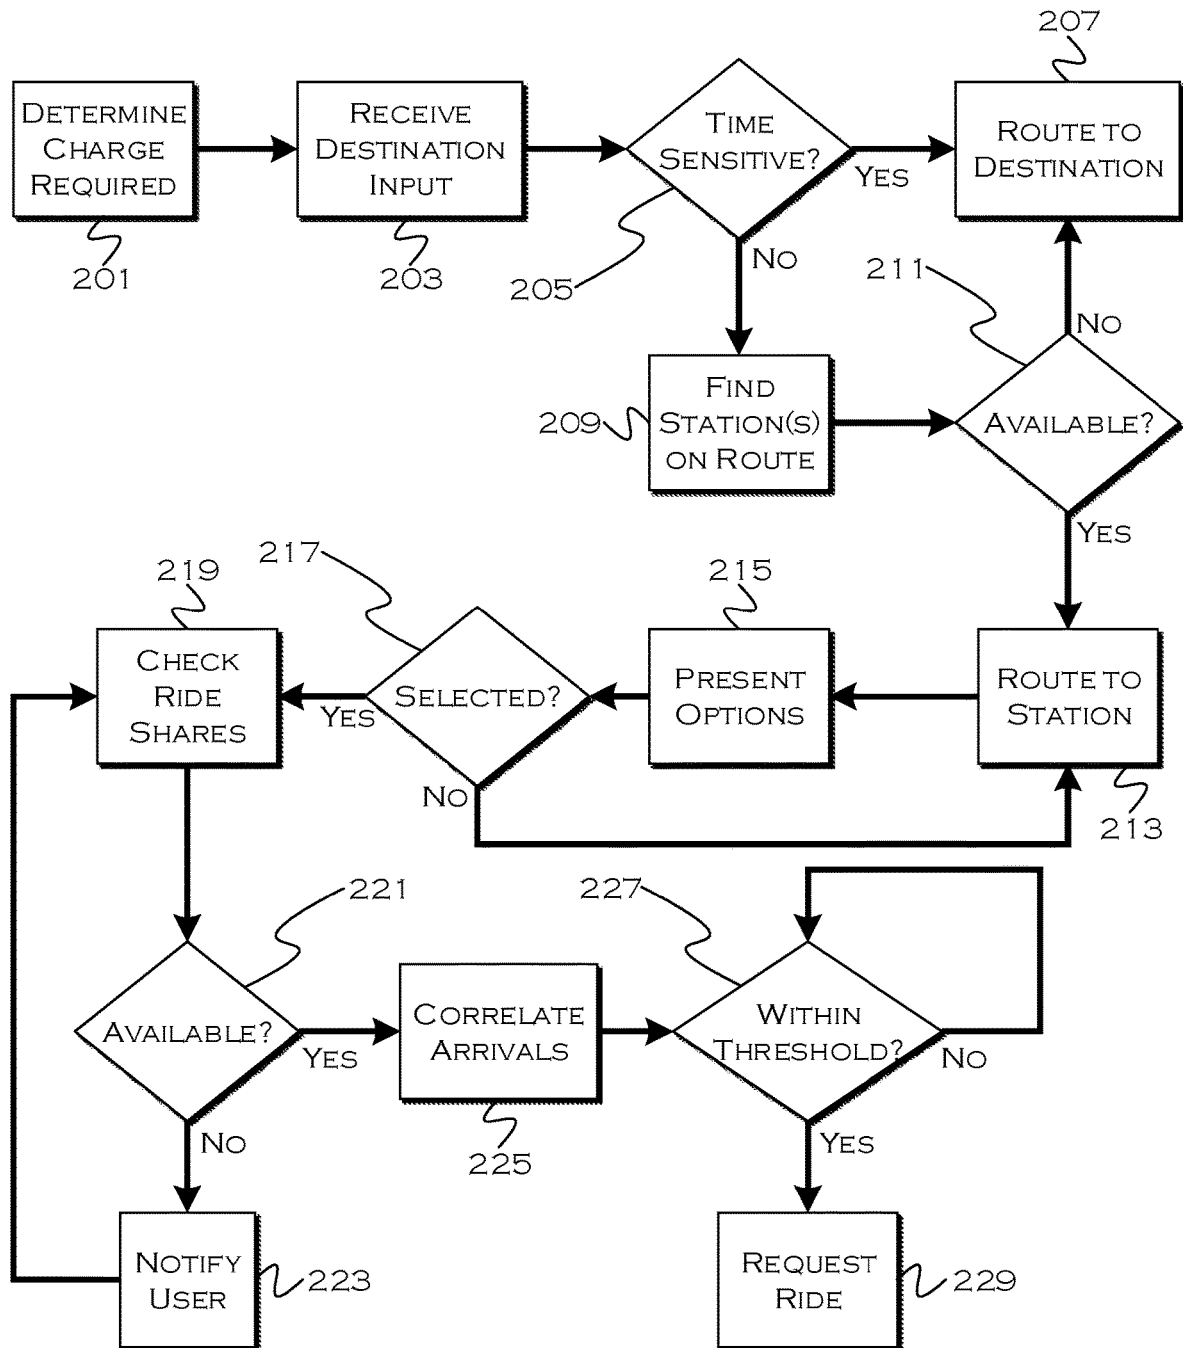 207
DETERMINE
CHARGE
REQUIRED
201
RECEIVE
DESTINATION
INPUT
203
TIME
SENSITIVE?
YES
NO
205
ROUTE TO
DESTINATION
211
NO
FIND
STATION(S)
ON ROUTE
209
AVAILABLE?
YES
217
219
215
CHECK
RIDE
SHARES
SELECTED?
YES
NO
PRESENT
OPTIONS
ROUTE TO
STATION
213
221
227
AVAILABLE?
YES
NO
CORRELATE
ARRIVALS
225
WITHIN
THRESHOLD?
NO
YES
NOTIFY
USER
223
REQUEST
RIDE
229